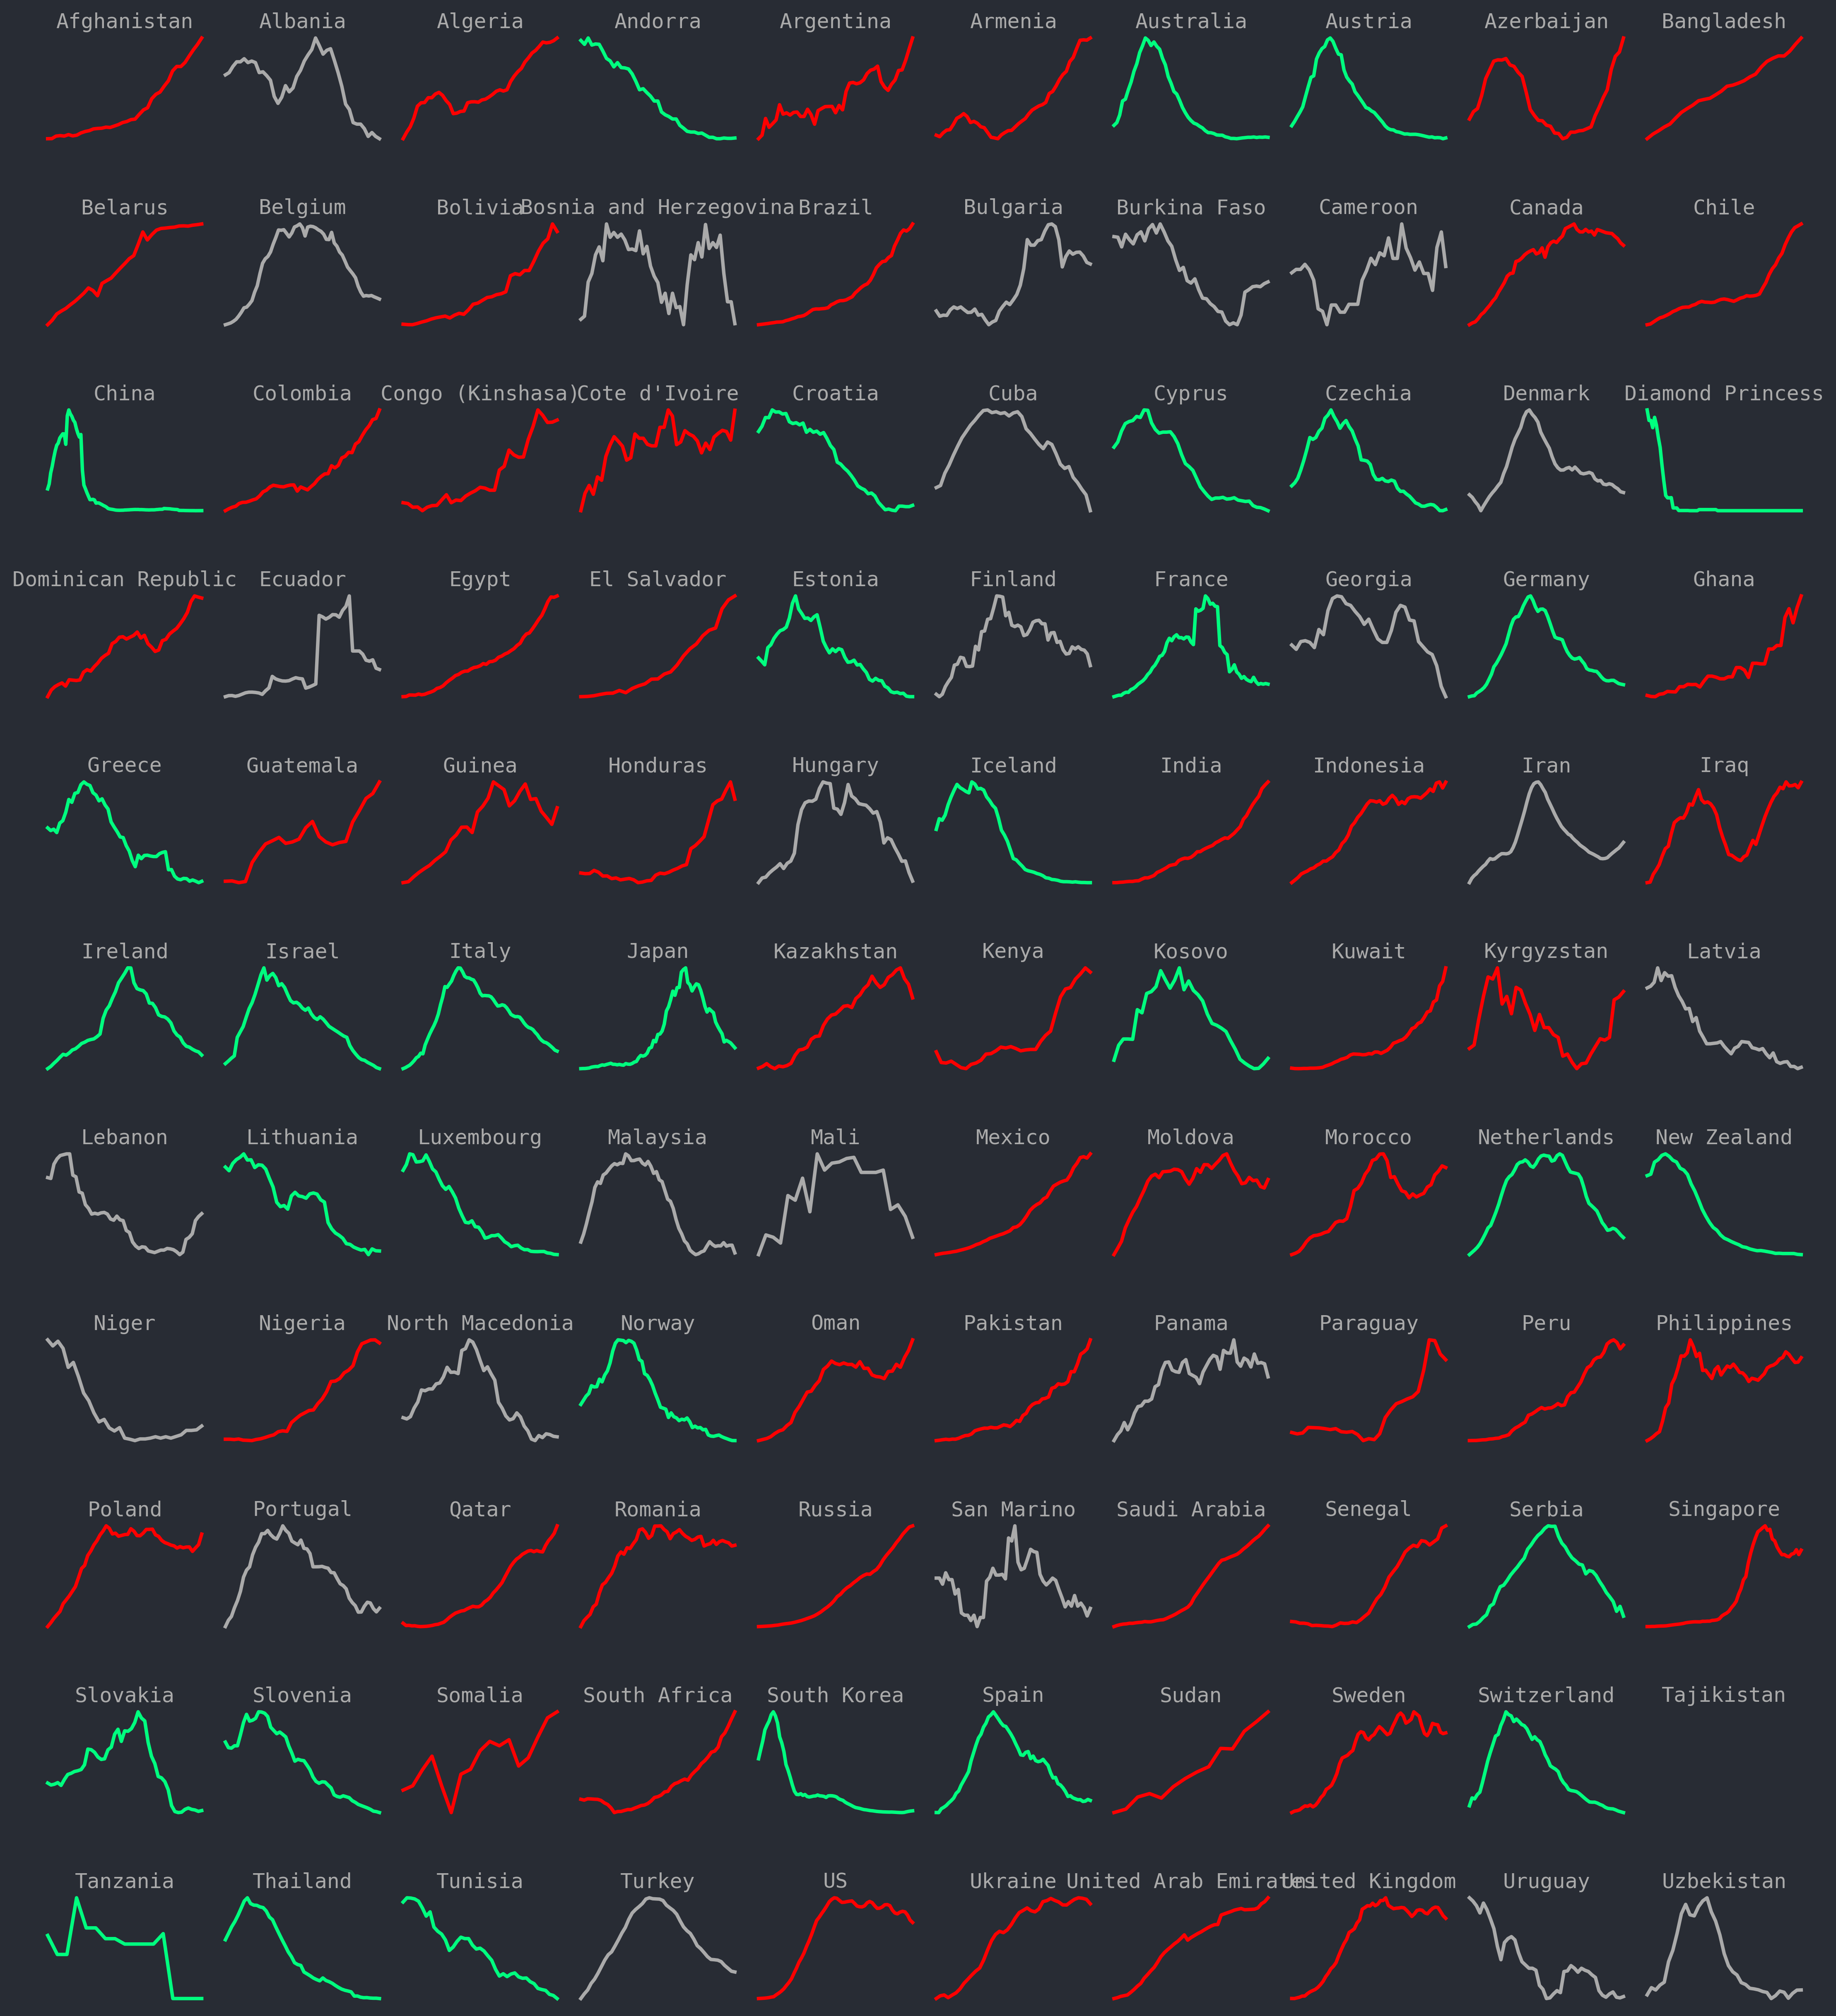 Afghanistan Albania Algeria Andorra Argentina Armenia Australia Austria Azerbaijan Bangladesh
Belarus Belgium Bolivia Bosnia and Herzegovina Brazil Bulgaria Burkina Faso Cameroon Canada Chile
China Colombia Congo (Kinshasa) Cote d'Ivoire Croatia Cuba Cyprus Czechia Denmark Diamond Princess
Dominican Republic Ecuador Egypt El Salvador Estonia Finland France Georgia Germany Ghana
Greece Guatemala Guinea Honduras Hungary Iceland India Indonesia Iran Iraq
Ireland Israel Italy Japan Kazakhstan Kenya Kosovo Kuwait Kyrgyzstan Latvia
Lebanon Lithuania Luxembourg Malaysia Mali Mexico Moldova Morocco Netherlands New Zealand
Niger Nigeria North Macedonia Norway Oman Pakistan Panama Paraguay Peru Philippines
Poland Portugal Qatar Romania Russia San Marino Saudi Arabia Senegal Serbia Singapore
Slovakia Slovenia Somalia South Africa South Korea Spain Sudan Sweden Switzerland Tajikistan
Tanzania Thailand Tunisia Turkey US Ukraine United Arab Emirates United Kingdom Uruguay Uzbekistan